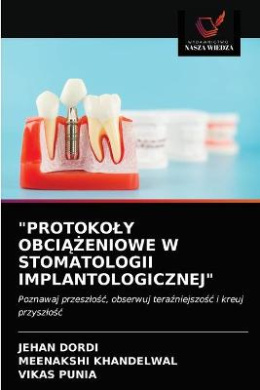 WYDAWNICTWO
NASZA WIEDZA
"PROTOKOŁY
OBCIĄŻENIOWE W
STOMATOLOGII
IMPLANTOLOGICZNEJ"
Poznawaj przeszłość, obserwuj teraźniejszość i kreuj
przyszłość
JEHAN DORDI
MEENAKSHI KHANDELWAL
VIKAS PUNIA